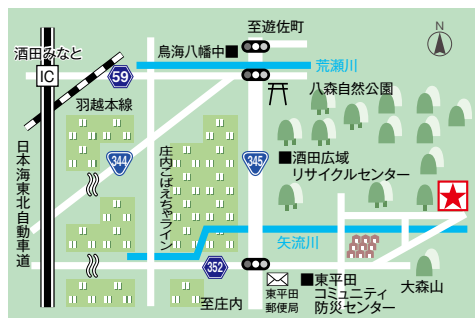 至遊佐町
N
酒田みなと
IC
鳥海八幡中
荒瀬川
59
八森自然公園
羽越本線
344
庄内こばえちゃライン
345
酒田広域
リサイクルセンター
日本海東北自動車道
矢流川
352
至庄内
東平田
郵便局
東平田
コミュニティ
防災センター
大森山